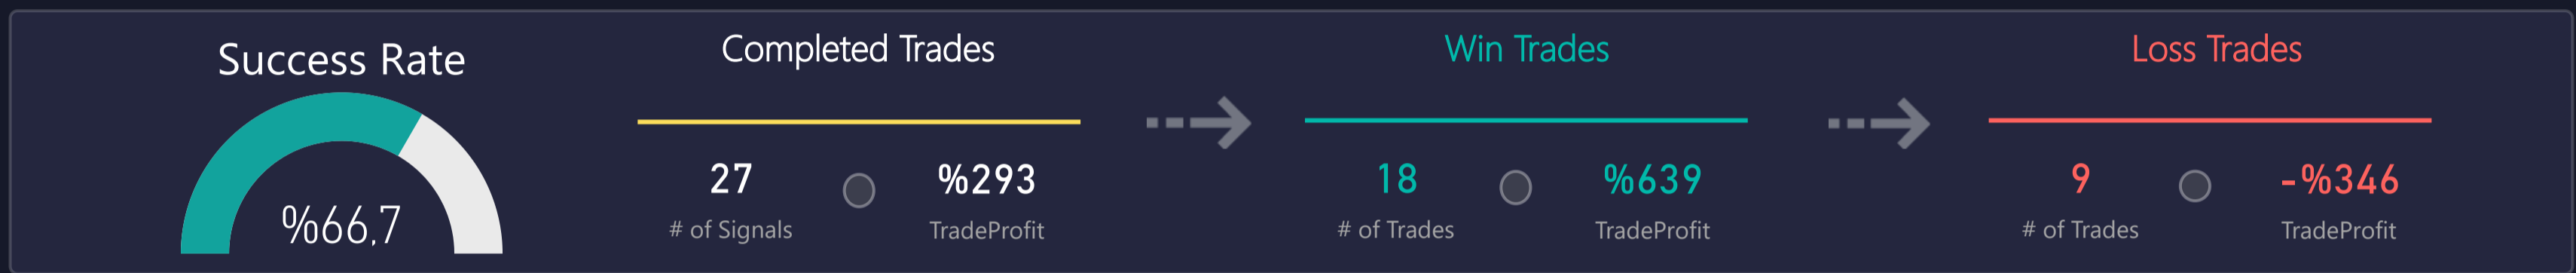 Success Rate
%66,7
Completed Trades
27
%293
# of Signals
TradeProfit
Win Trades
18
%639
# of Trades
TradeProfit
Loss Trades
9
-%346
# of Trades
TradeProfit